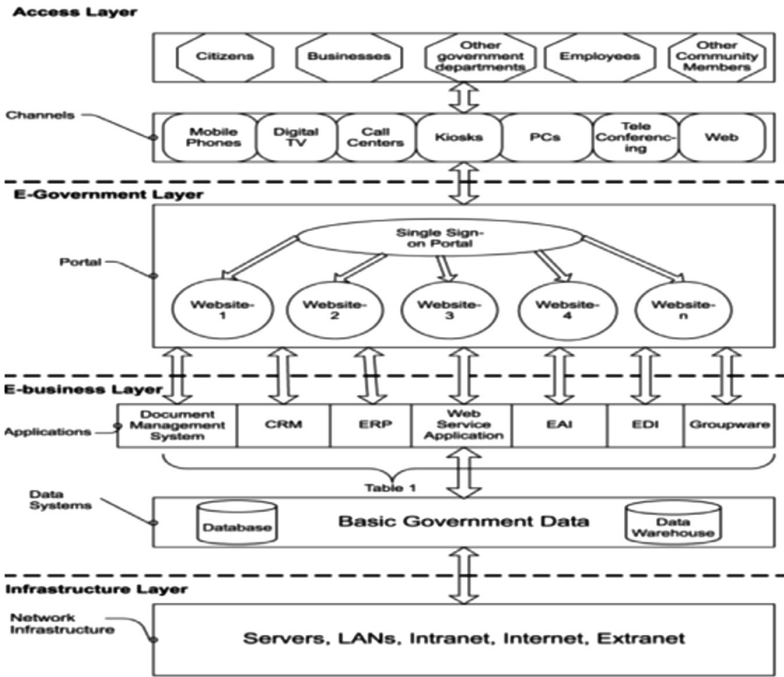 Access Layer
Citizens
Businesses
Other
government
departments
Employees
Other
Community
Members
Channels
Mobile
Phones
Digital
TV
Call
Centers
Kiosks
PCs
Tele
Conferenc-
ing
Web
E-Government Layer
Portal
Single Sign-
on Portal
Website-
1
Website-
2
Website-
3
Website-
4
Website-
n
E-business Layer
Applications
Document
Management
System
CRM
ERP
Web
Service
Application
EAI
EDI
Groupware
Table 1
Data
Systems
Database
Basic Government Data
Data
Warehouse
Infrastructure Layer
Network
Infrastructure
Servers, LANs, Intranet, Internet, Extranet